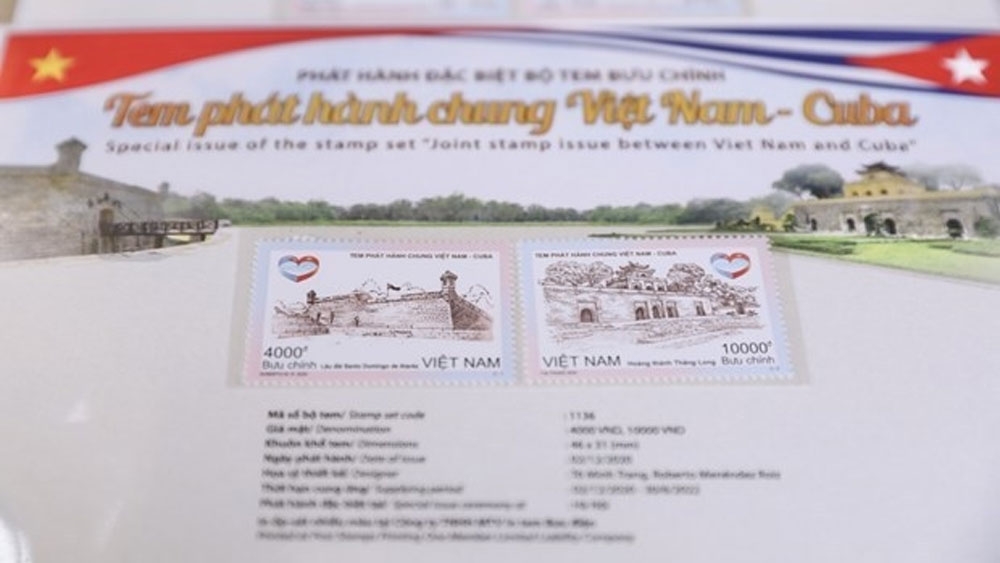 PHÁT HÀNH ĐẶC BIỆT BỘ TEM BƯU CHÍNH
Tem phát hành chung Việt Nam - Cuba
Special issue of the stamp set "Joint stamp issue between Viet Nam and Cuba"
TEM PHÁT HÀNH CHUNG VIỆT NAM - CUBA
4000đ
Bưu chính
VIỆT NAM
TEM PHÁT HÀNH CHUNG VIỆT NAM - CUBA
VIỆT NAM
Hoàng thành Thăng Long
10000đ
Bưu chính
Mã số bộ tem/ Stamp set code : 1136
Giá mặt/ Denomination : 4000 VND, 10000 VND
Khuôn khổ tem/ Dimensions : 46 x 31 (mm)
Ngày phát hành/ Date of issue : 02/12/2020
Họa sĩ thiết kế/ Designer
Thời hạn cung ứng/ Supplying period